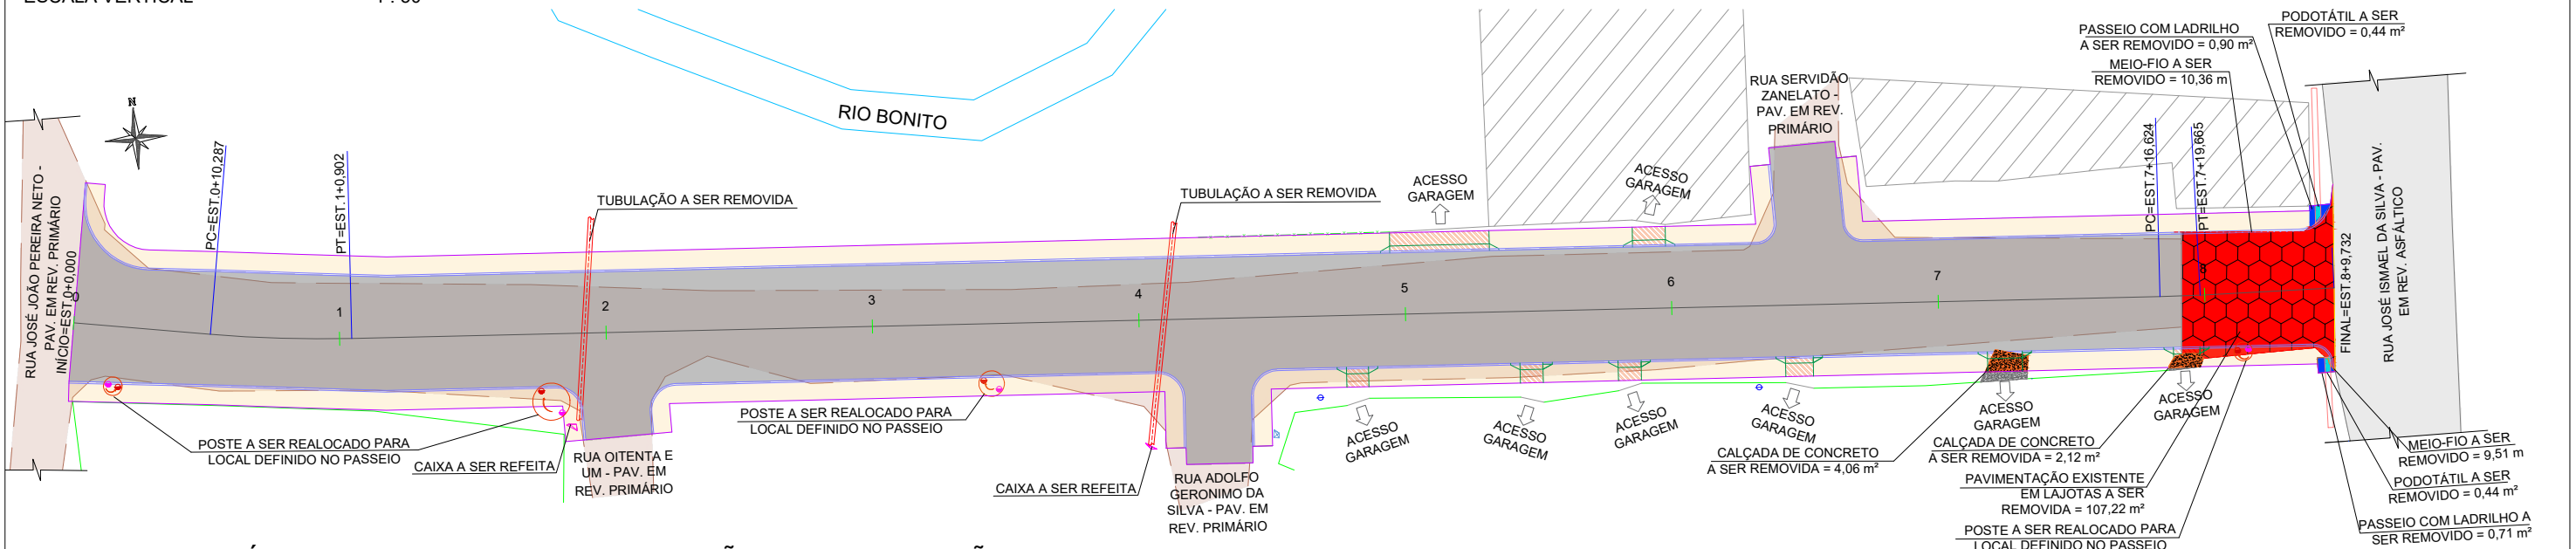 RIO BONITO
N
PASSEIO COM LADRILHO
A SER REMOVIDO = 0,90 m²
PODOTÁTIL A SER
REMOVIDO = 0,44 m²
MEIO-FIO A SER
REMOVIDO = 10,36 m
RUA SERVIDÃO
ZANELATO -
PAV. EM REV.
PRIMÁRIO
RUA JOSÉ JOÃO PEREIRA NETO -
PAV. EM REV. PRIMÁRIO
INÍCIO=EST.0+0,000
PC=EST.0+10,287
PT=EST.1+0,902
TUBULAÇÃO A SER REMOVIDA
TUBULAÇÃO A SER REMOVIDA
ACESSO
GARAGEM
ACESSO
GARAGEM
PC=EST.7+16,624
PT=EST.7+19,665
FINAL=EST.8+9,732
RUA JOSÉ ISMAEL DA SILVA - PAV.
EM REV. ASFÁLTICO
0
1
2
3
4
5
6
7
8
POSTE A SER REALOCADO PARA
LOCAL DEFINIDO NO PASSEIO
CAIXA A SER REFEITA
RUA OITENTA E
UM - PAV. EM
REV. PRIMÁRIO
POSTE A SER REALOCADO PARA
LOCAL DEFINIDO NO PASSEIO
CAIXA A SER REFEITA
RUA ADOLFO
GERONIMO DA
SILVA - PAV. EM
REV. PRIMÁRIO
ACESSO
GARAGEM
ACESSO
GARAGEM
ACESSO
GARAGEM
ACESSO
GARAGEM
ACESSO
GARAGEM
ACESSO
GARAGEM
CALÇADA DE CONCRETO
A SER REMOVIDA = 4,06 m²
CALÇADA DE CONCRETO
A SER REMOVIDA = 2,12 m²
PAVIMENTAÇÃO EXISTENTE
EM LAJOTAS A SER
REMOVIDA = 107,22 m²
POSTE A SER REALOCADO PARA
LOCAL DEFINIDO NO PASSEIO
MEIO-FIO A SER
REMOVIDO = 9,51 m
PODOTÁTIL A SER
REMOVIDO = 0,44 m²
PASSEIO COM LADRILHO A
SER REMOVIDO = 0,71 m²